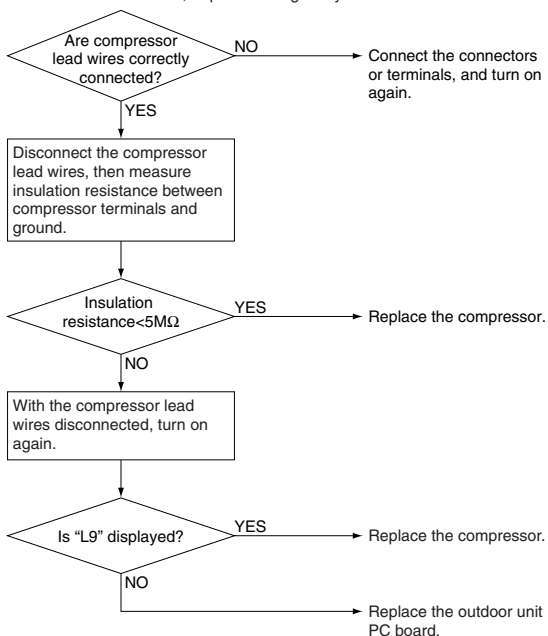 Are compressor
lead wires correctly
connected?
NO
Connect the connectors
or terminals, and turn on
again.
YES
Disconnect the compressor
lead wires, then measure
insulation resistance between
compressor terminals and
ground.
Insulation
resistance<5MΩ
YES
Replace the compressor.
NO
With the compressor lead
wires disconnected, turn on
again.
Is “L9” displayed?
YES
Replace the compressor.
NO
Replace the outdoor unit
PC board.